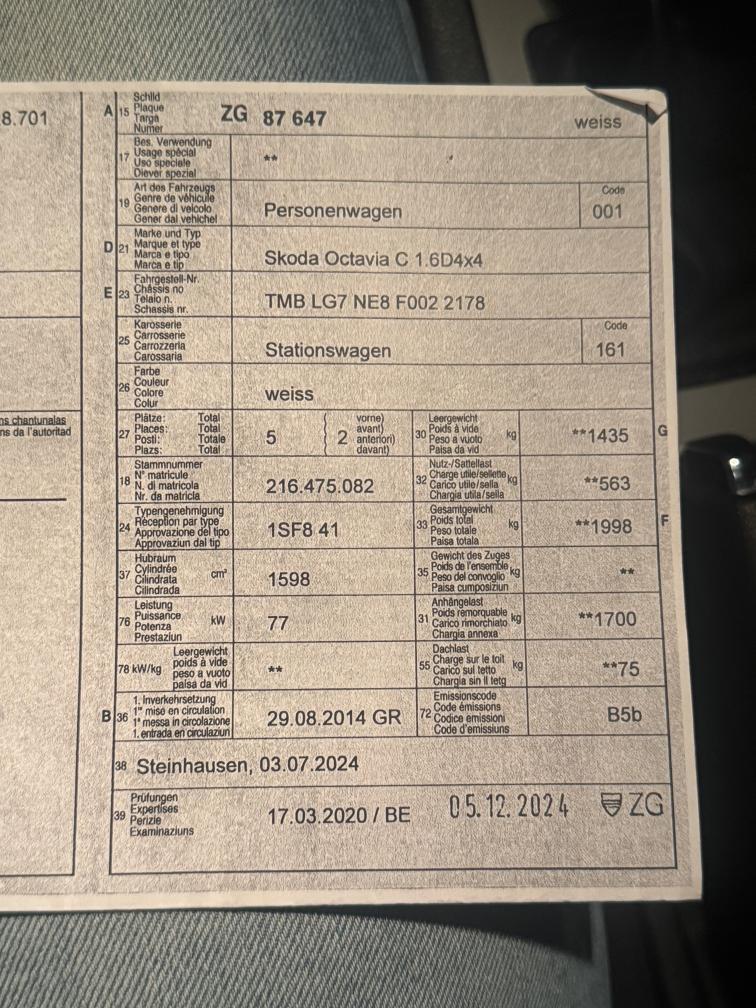 8.701
A 15 Schild
Plaque
Targa
Numer
ZG 87 647
weiss
17 Bes. Verwendung
Usage spécial
Uso speciale
Diever spezial
**
19 Art des Fahrzeugs
Genre de véhicule
Genere di veicolo
Gener dal vehichel
Personenwagen
Code
001
D 21 Marke und Typ
Marque et type
Marca e tipo
Marca e tip
Skoda Octavia C 1.6D4x4
E 23 Fahrgestell-Nr.
Châssis no
Telaio n.
Schassis nr.
TMB LG7 NE8 F002 2178
25 Karosserie
Carrosserie
Carrozzeria
Carossaria
Stationswagen
Code
161
26 Farbe
Couleur
Colore
Colur
weiss
ns chantunalas
ns da l'autoritad
27 Plätze: Total
Places: Total
Posti: Totale
Plazs: Total
5
2 vorne)
avant)
anteriori)
davant)
30 Leergewicht
Poids à vide
Peso a vuoto
Paisa da vid
kg
**1435
G
18 Stammnummer
N° matricule
N. di matricola
Nr. da matricla
216.475.082
32 Nutz-/Sattellast
Charge utile/sellette
Carico utile/sella
Chargia utila/sella
kg
**563
24 Typengenehmigung
Réception par type
Approvazione del tipo
Approvaziun dal tip
1SF8 41
33 Gesamtgewicht
Poids total
Peso totale
Paisa totala
kg
**1998
F
37 Hubraum
Cylindrée
Cilindrata
Cilindrada
cm³
1598
35 Gewicht des Zuges
Poids de l'ensemble
Peso del convoglio
Paisa cumposiziun
kg
**
76 Leistung
Puissance
Potenza
Prestaziun
kW
77
31 Anhängelast
Poids remorquable
Carico rimorchiato
Chargia annexa
kg
**1700
78 kW/kg Leergewicht
poids à vide
peso a vuoto
paisa da vid
**
55 Dachlast
Charge sur le toit
Carico sul tetto
Chargia sin il tetg
kg
**75
B 36 1. Inverkehrsetzung
1re mise en circulation
1a messa in circolazione
1. entrada en circulaziun
29.08.2014 GR
72 Emissionscode
Code émissions
Codice emissioni
Code d'emissiuns
B5b
38 Steinhausen, 03.07.2024
39 Prüfungen
Expertises
Perizie
Examinaziuns
17.03.2020 / BE
05.12.2024
ZG